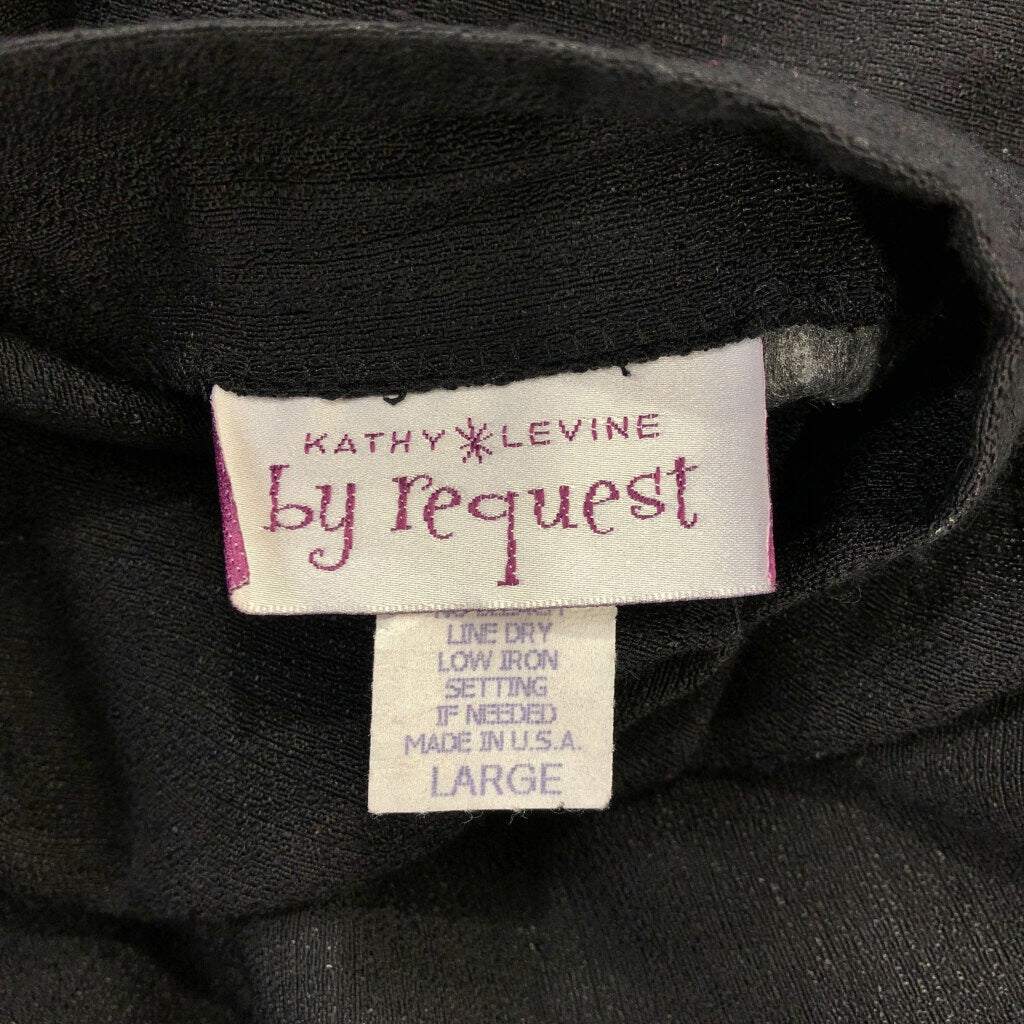 KATHY LEVINE
by request
LINE DRY
LOW IRON
SETTING
IF NEEDED
MADE IN U.S.A.
LARGE